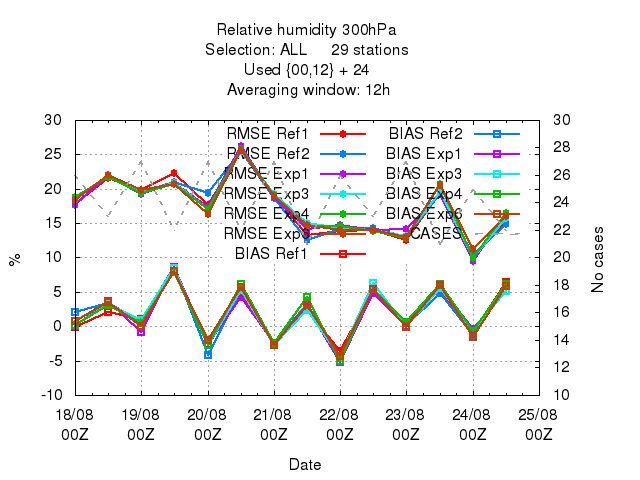 Relative humidity 300hPa
Selection: ALL 29 stations
Used {00,12} + 24
Averaging window: 12h
30 30
25 28
20 26
15 24
10 22
5 20
0 18
-5 16
-10 14
12
10
%
No cases
RMSE Ref1 BIAS Ref2
RMSE Ref2 BIAS Exp1
RMSE Exp1 BIAS Exp3
RMSE Exp3 BIAS Exp4
RMSE Exp4 BIAS Exp6
RMSE Exp6 CASES
BIAS Ref1
18/08 19/08 20/08 21/08 22/08 23/08 24/08 25/08
00Z 00Z 00Z 00Z 00Z 00Z 00Z 00Z
Date